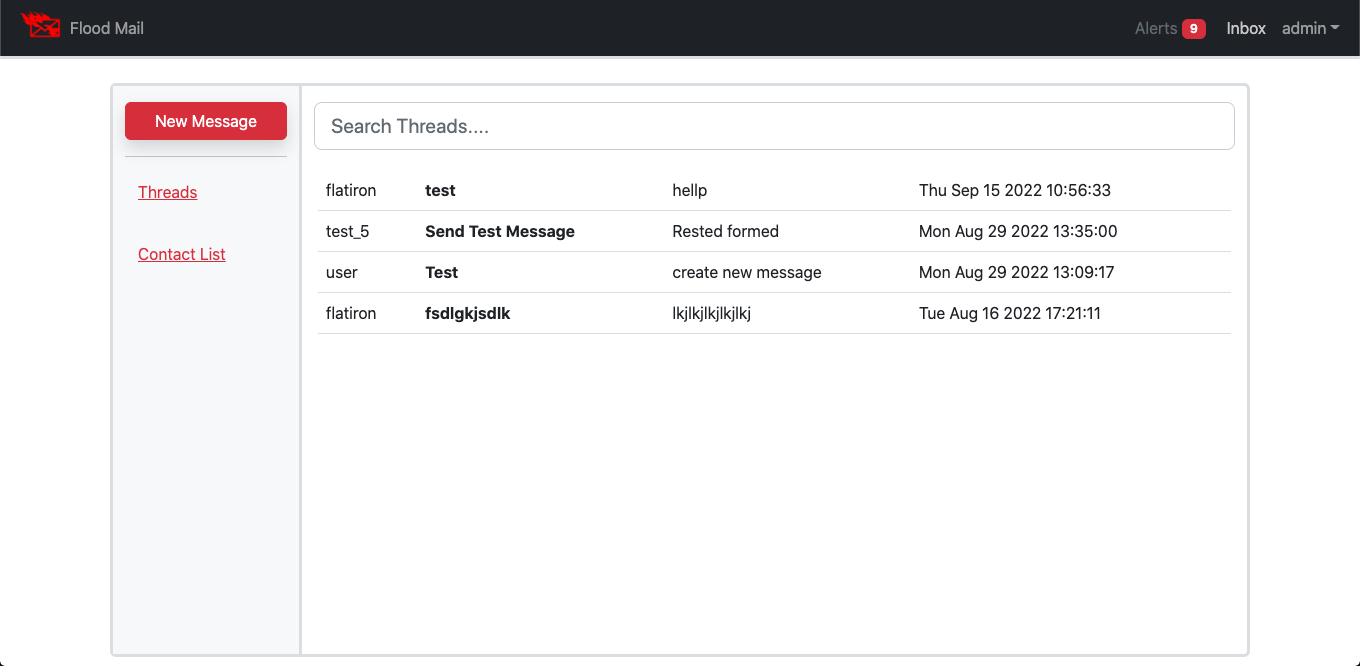 Flood Mail Alerts 9 Inbox admin
New Message
Search Threads....
Threads
Contact List
flatiron test hellp Thu Sep 15 2022 10:56:33
test_5 Send Test Message Rested formed Mon Aug 29 2022 13:35:00
user Test create new message Mon Aug 29 2022 13:09:17
flatiron fsdlgkjsdlk lkjlkjlkjlkjlkj Tue Aug 16 2022 17:21:11